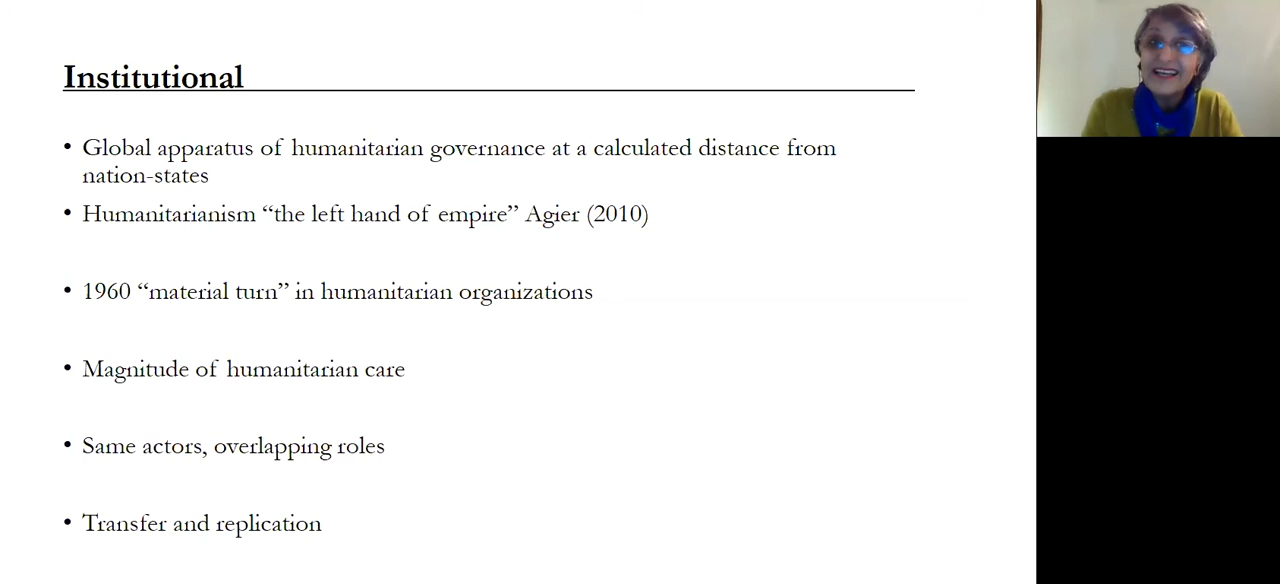 Institutional
• Global apparatus of humanitarian governance at a calculated distance from
nation-states
• Humanitarianism “the left hand of empire” Agier (2010)
• 1960 “material turn” in humanitarian organizations
• Magnitude of humanitarian care
• Same actors, overlapping roles
• Transfer and replication